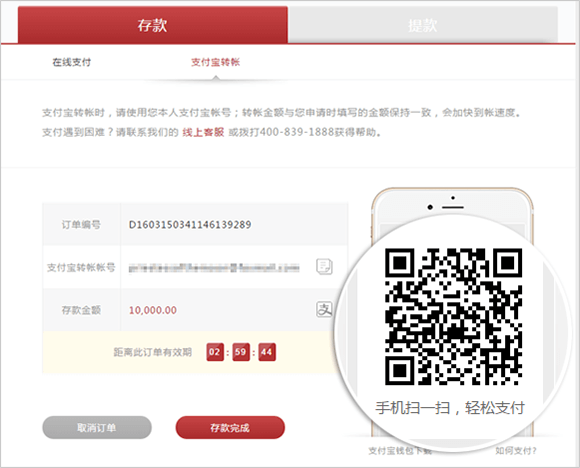 存款
提款
在线支付
支付宝转帐
支付宝转帐时，请使用您本人支付宝帐号；转帐金额与您申请时填写的金额保持一致，会加快到帐速度。
支付遇到困难？请联系我们的 线上客服 或拨打400-839-1888获得帮助。
订单编号
D1603150341146139289
支付宝转帐帐号
存款金额
10,000.00
支
距离此订单有效期
02 : 59 : 44
手机扫一扫，轻松支付
取消订单
存款完成
支付宝钱包下载
如何支付?